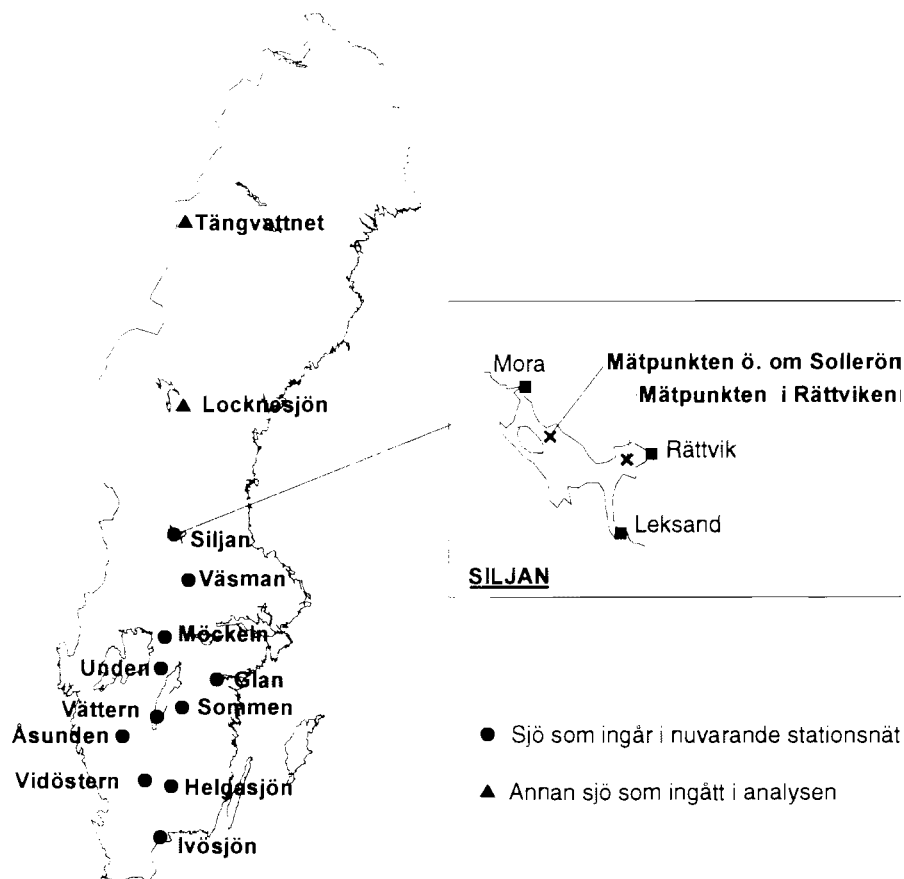 Tängvattnet
Locknesjön
Siljan
Väsman
Möckeln
Unden
Glan
Sommen
Vättern
Åsunden
Vidöstern
Helgasjön
Ivösjön
Mora
Mätpunkten ö. om Sollerön
Mätpunkten i Rättviken
Rättvik
Leksand
SILJAN
Sjö som ingår i nuvarande stationsnät
Annan sjö som ingått i analysen